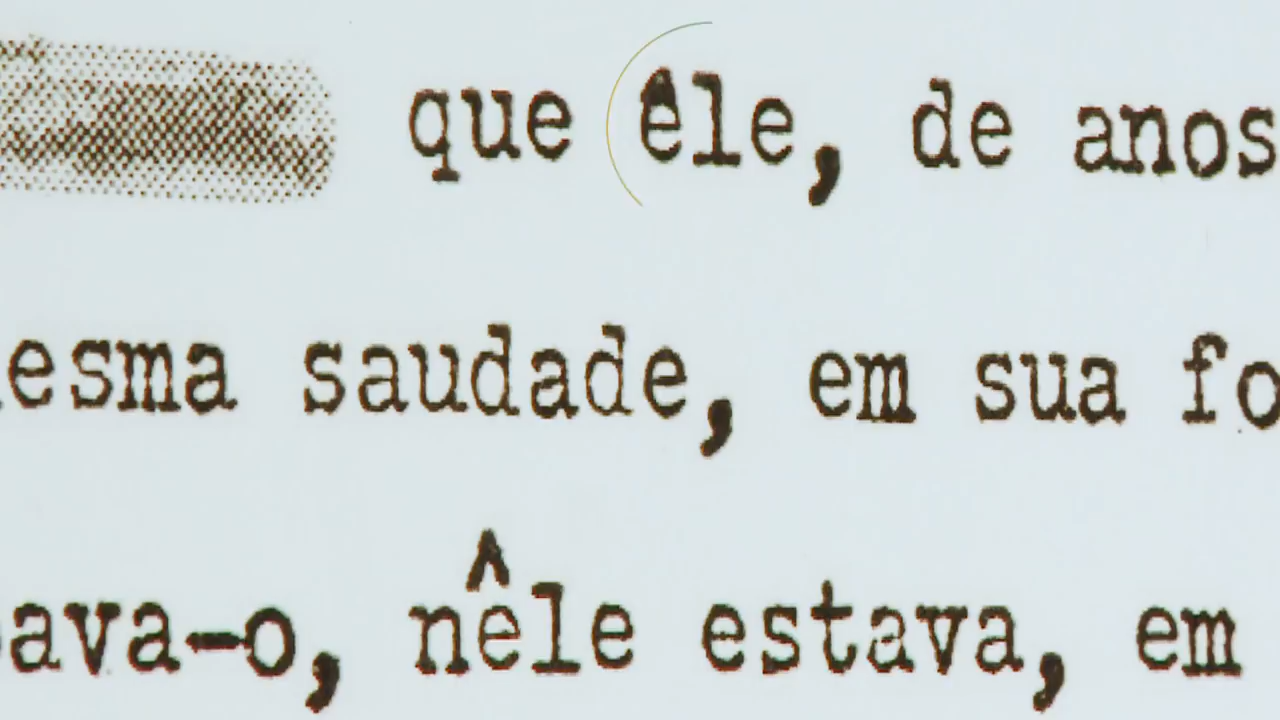 que êle, de anos
esma saudade, em sua fo
ava-o, nêle estava, em